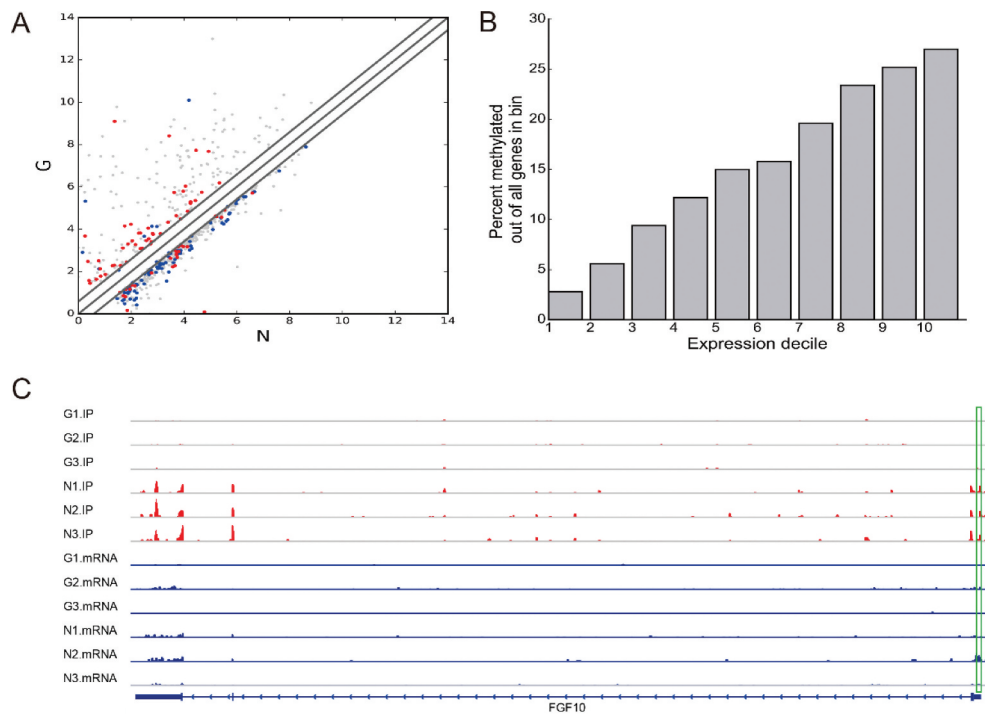 A
14
12
10
8
6
4
2
0
G
0
2
4
6
8
10
12
14
N
B
Percent methylated
out of all genes in bin
30
25
20
15
10
5
0
1
2
3
4
5
6
7
8
9
10
Expression decile
C
G1.IP
G2.IP
G3.IP
N1.IP
N2.IP
N3.IP
G1.mRNA
G2.mRNA
G3.mRNA
N1.mRNA
N2.mRNA
N3.mRNA
FGF10